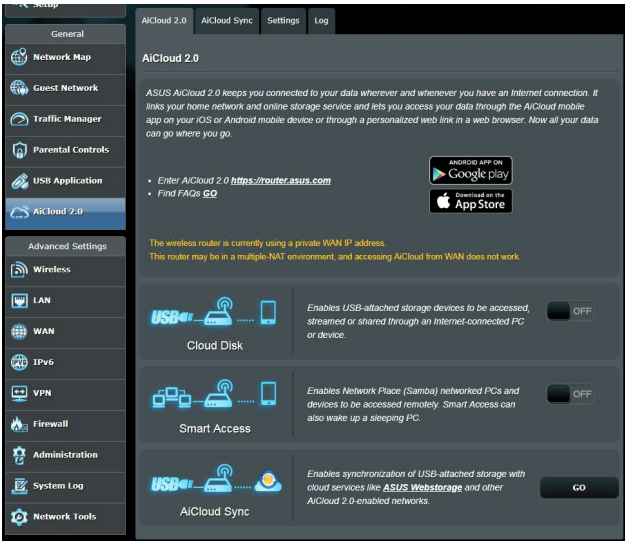 Setup
General
Network Map
Guest Network
Traffic Manager
Parental Controls
USB Application
AiCloud 2.0
Advanced Settings
Wireless
LAN
WAN
IPv6
VPN
Firewall
Administration
System Log
Network Tools
AiCloud 2.0 AiCloud Sync Settings Log
AiCloud 2.0
ASUS AiCloud 2.0 keeps you connected to your data wherever and whenever you have an Internet connection. It
links your home network and online storage service and lets you access your data through the AiCloud mobile
app on your iOS or Android mobile device or through a personalized web link in a web browser. Now all your data
can go where you go.
• Enter AiCloud 2.0 https://router.asus.com
• Find FAQs GO
ANDROID APP ON
Google play
Download on the
App Store
The wireless router is currently using a private WAN IP address.
This router may be in a multiple-NAT environment, and accessing AiCloud from WAN does not work.
USB
Cloud Disk
Enables USB-attached storage devices to be accessed,
streamed or shared through an Internet-connected PC
or device.
OFF
Smart Access
Enables Network Place (Samba) networked PCs and
devices to be accessed remotely. Smart Access can
also wake up a sleeping PC.
OFF
USB
AiCloud Sync
Enables synchronization of USB-attached storage with
cloud services like ASUS Webstorage and other
AiCloud 2.0-enabled networks.
GO